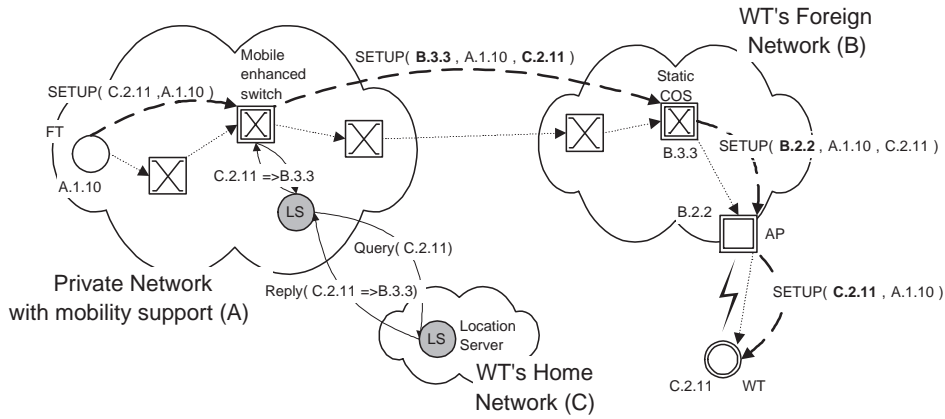 WT's Foreign
Network (B)
Mobile
enhanced
switch
SETUP( B.3.3 , A.1.10 , C.2.11 )
Static
COS
SETUP( C.2.11 ,A.1.10 )
FT
A.1.10
B.3.3
SETUP( B.2.2 , A.1.10 , C.2.11 )
C.2.11 =>B.3.3
LS
B.2.2
AP
Query( C.2.11)
Private Network
with mobility support (A)
Reply( C.2.11 =>B.3.3 )
SETUP( C.2.11 , A.1.10 )
LS
Location
Server
WT's Home
Network (C)
C.2.11
WT